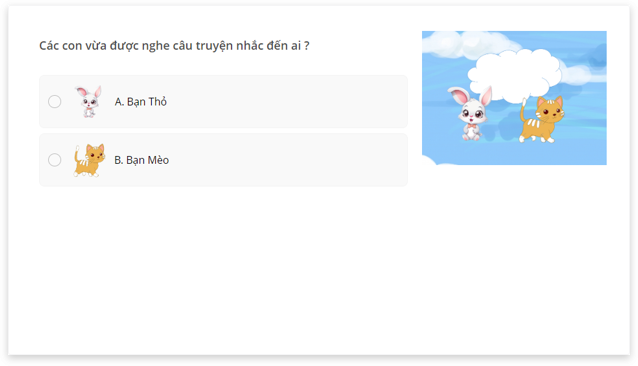 Các con vừa được nghe câu truyện nhắc đến ai ?
A. Bạn Thỏ
B. Bạn Mèo